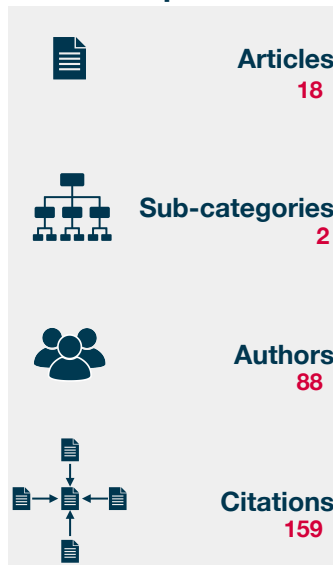 Articles
18
Sub-categories
2
Authors
88
Citations
159